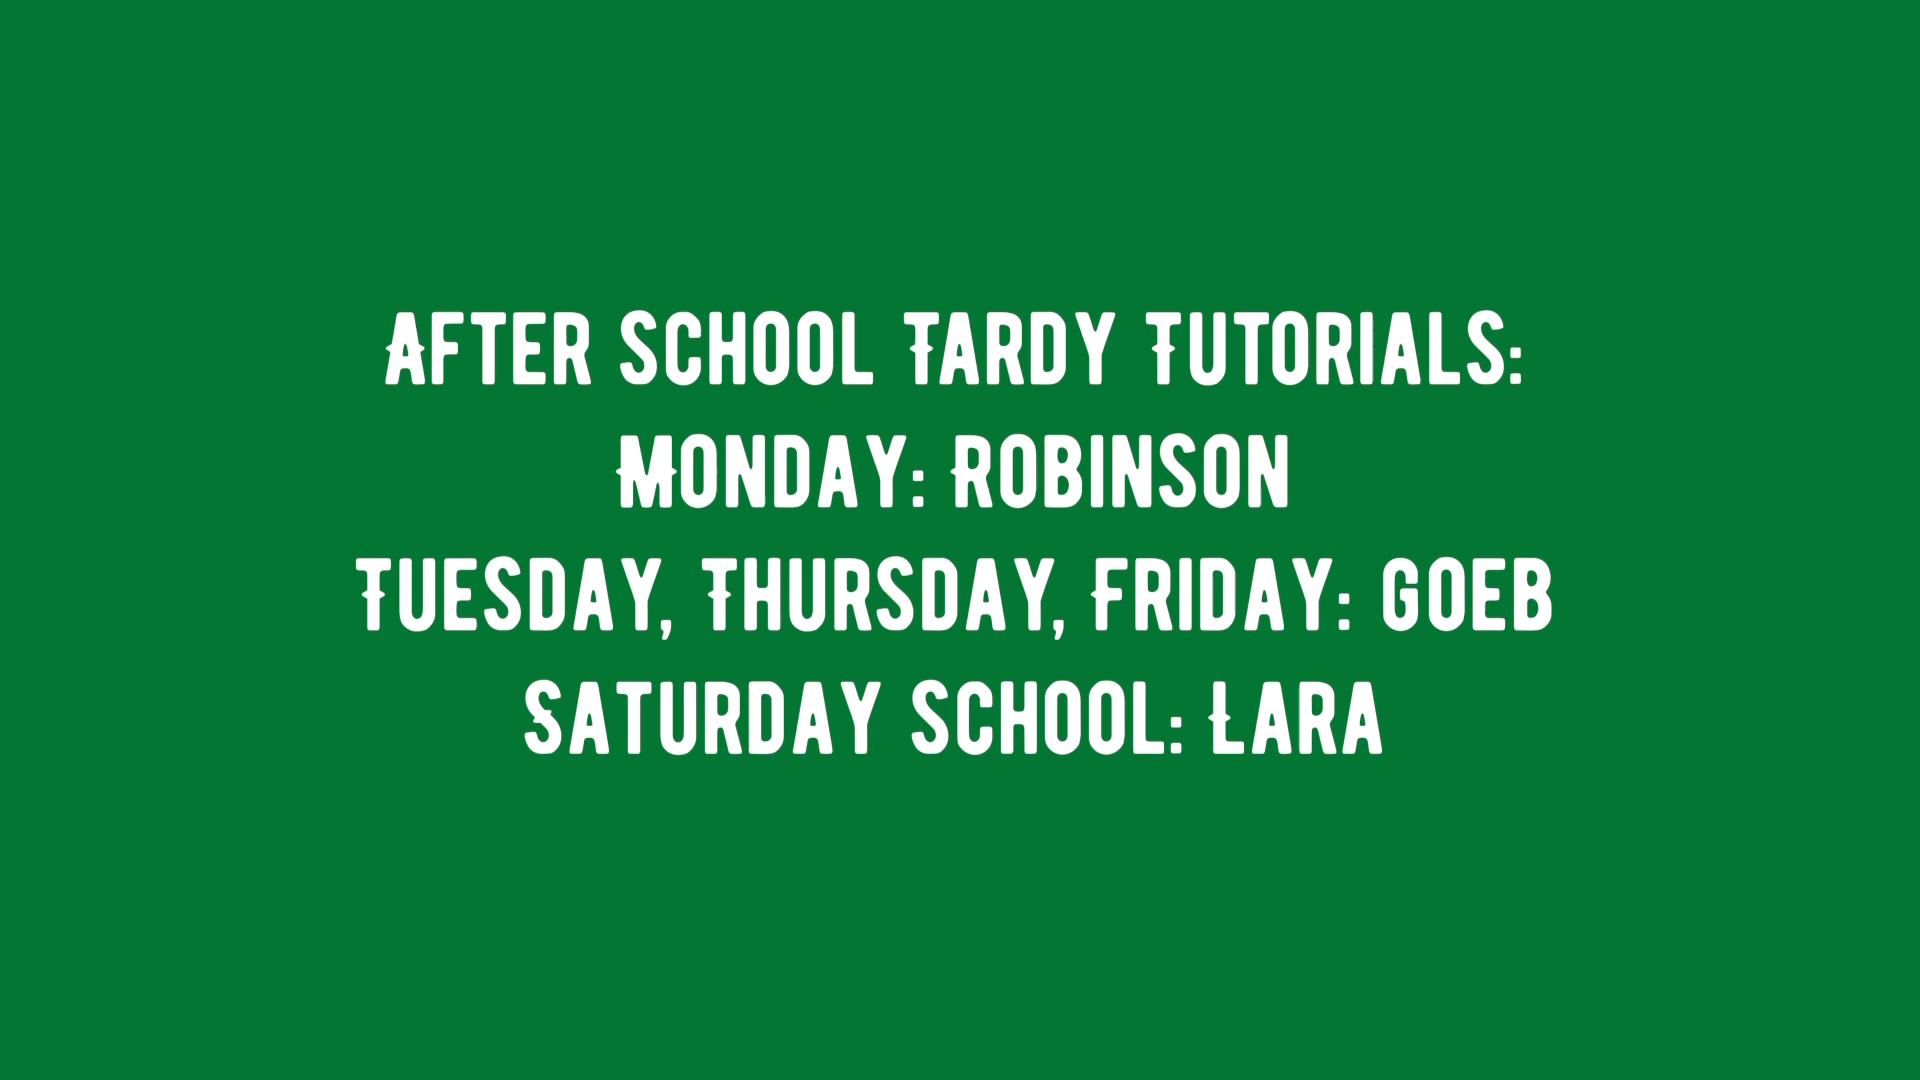 After School Tardy Tutorials:
Monday: Robinson
Tuesday, Thursday, Friday: Goeb
Saturday School: Lara